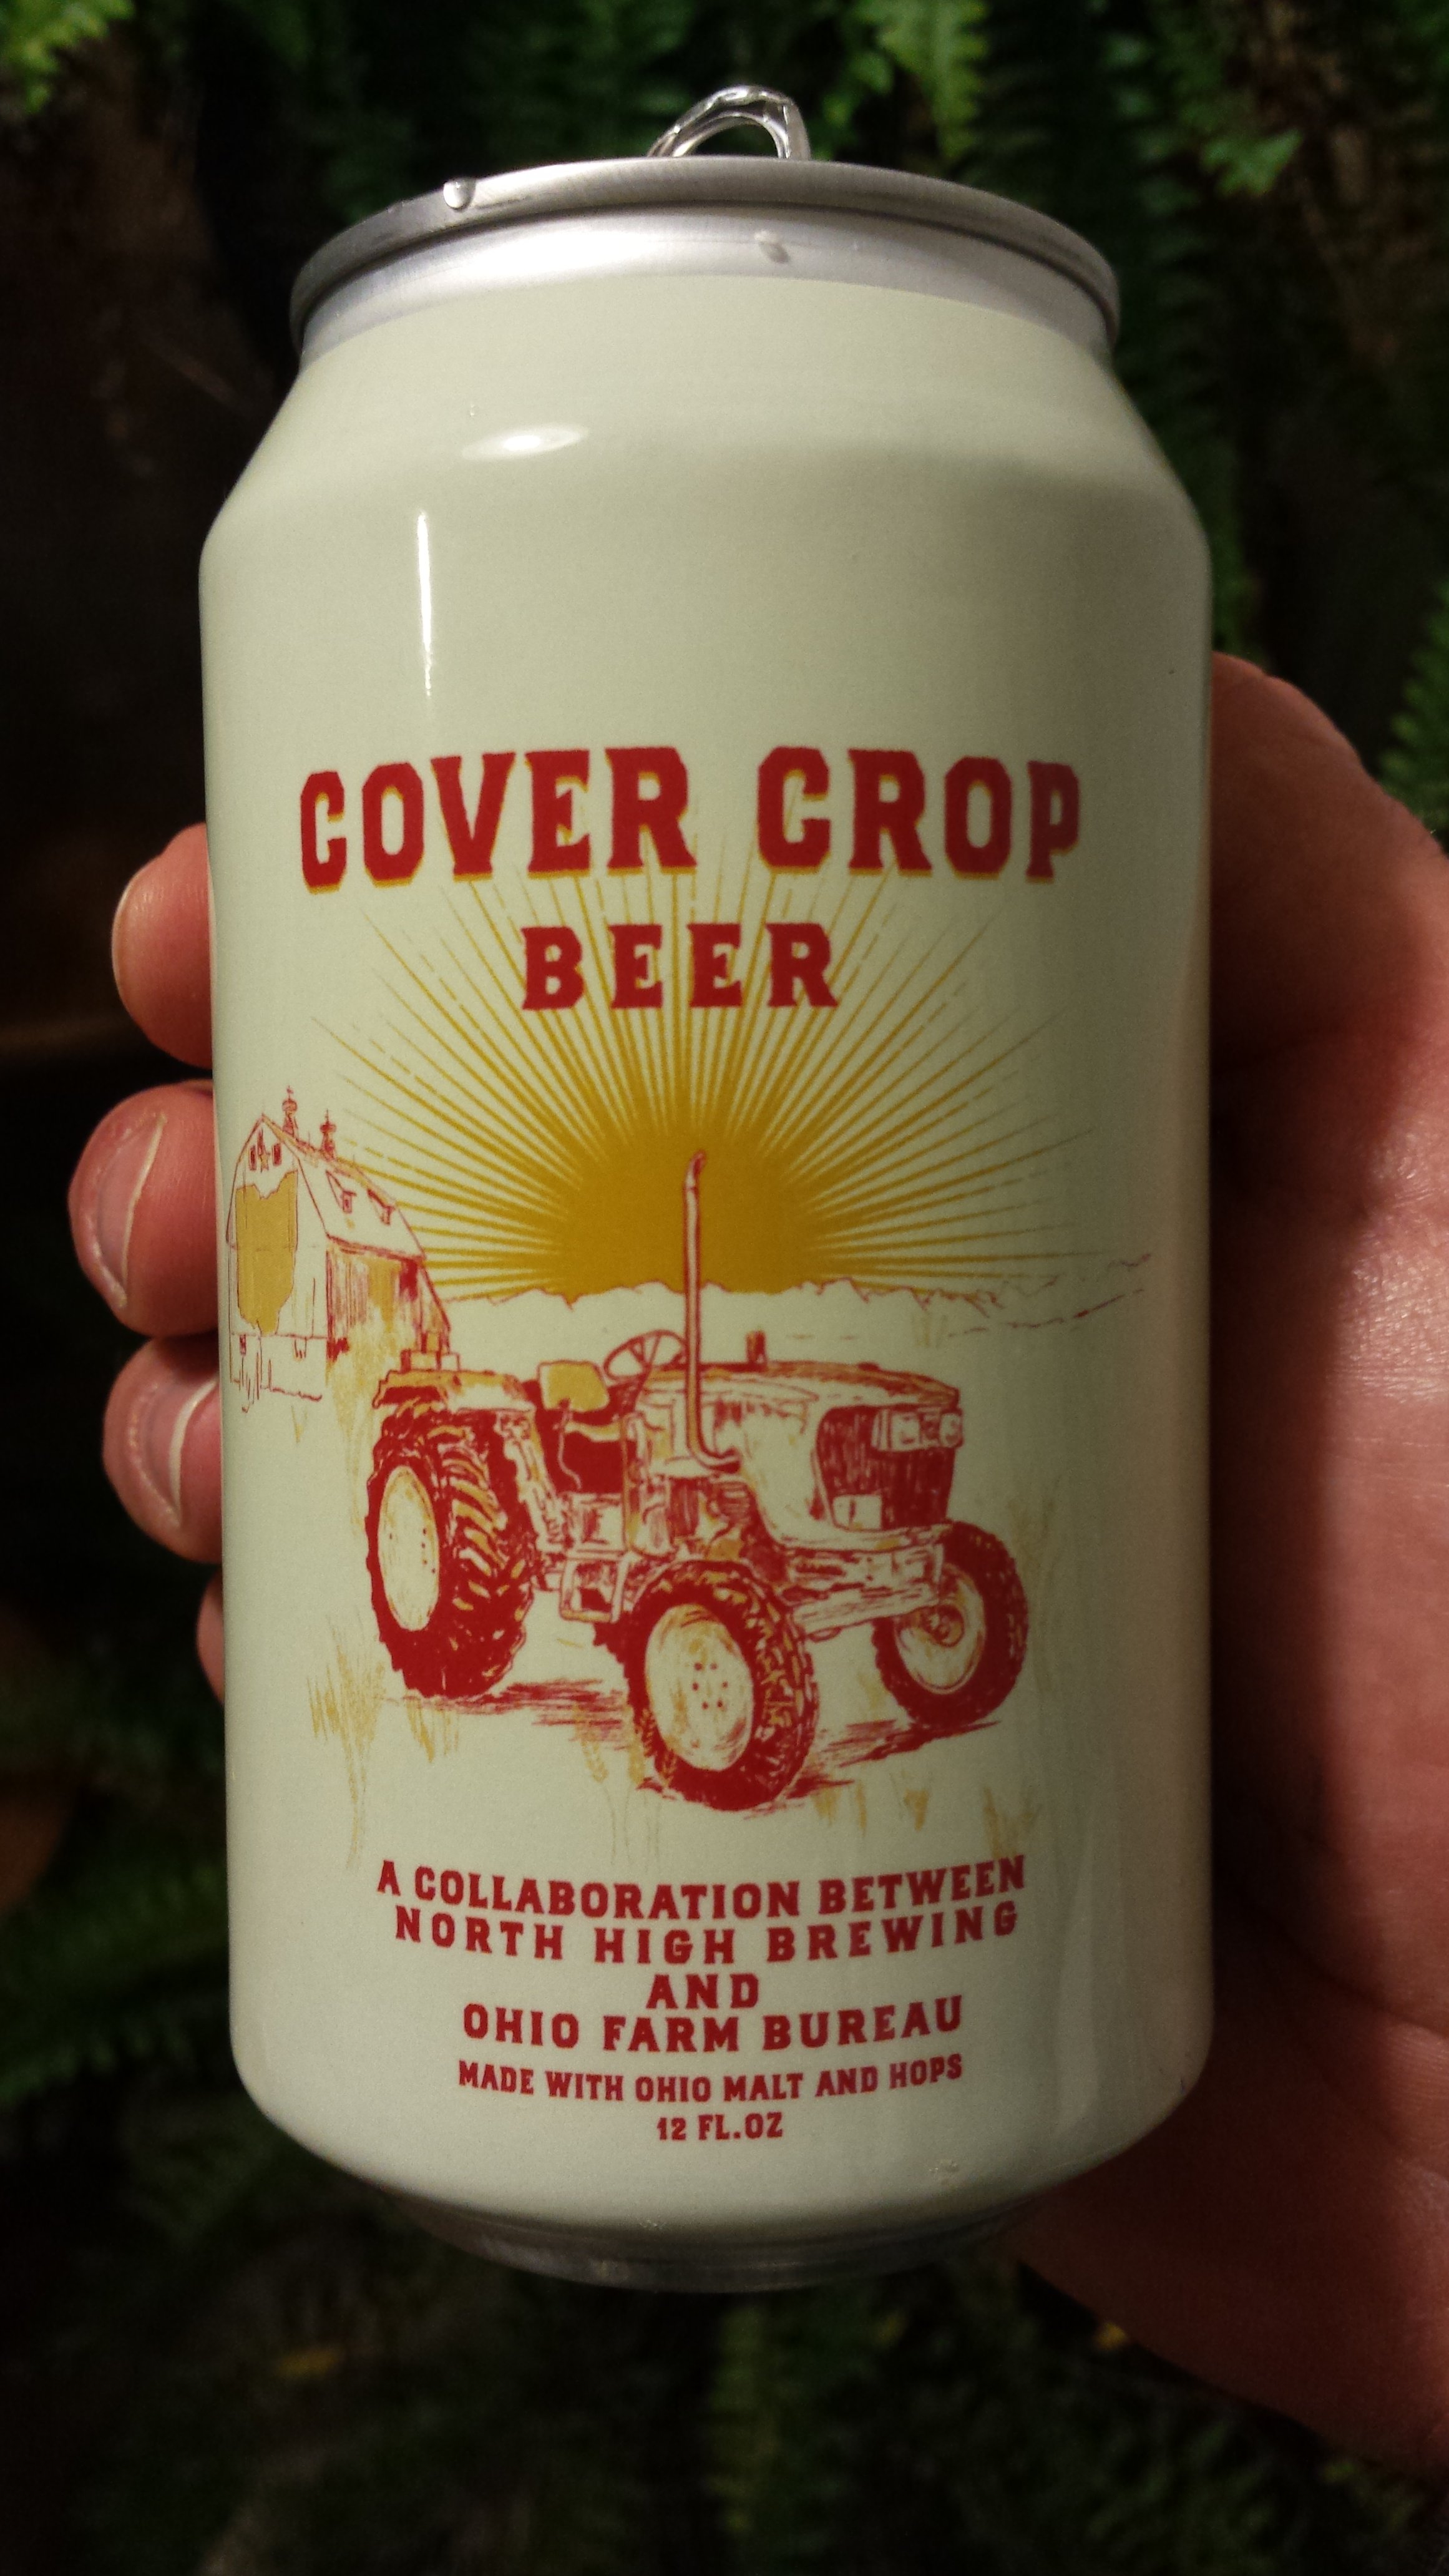 COVER CROP
BEER
A COLLABORATION BETWEEN
NORTH HIGH BREWING
AND
OHIO FARM BUREAU
MADE WITH OHIO MALT AND HOPS
12 FL.OZ